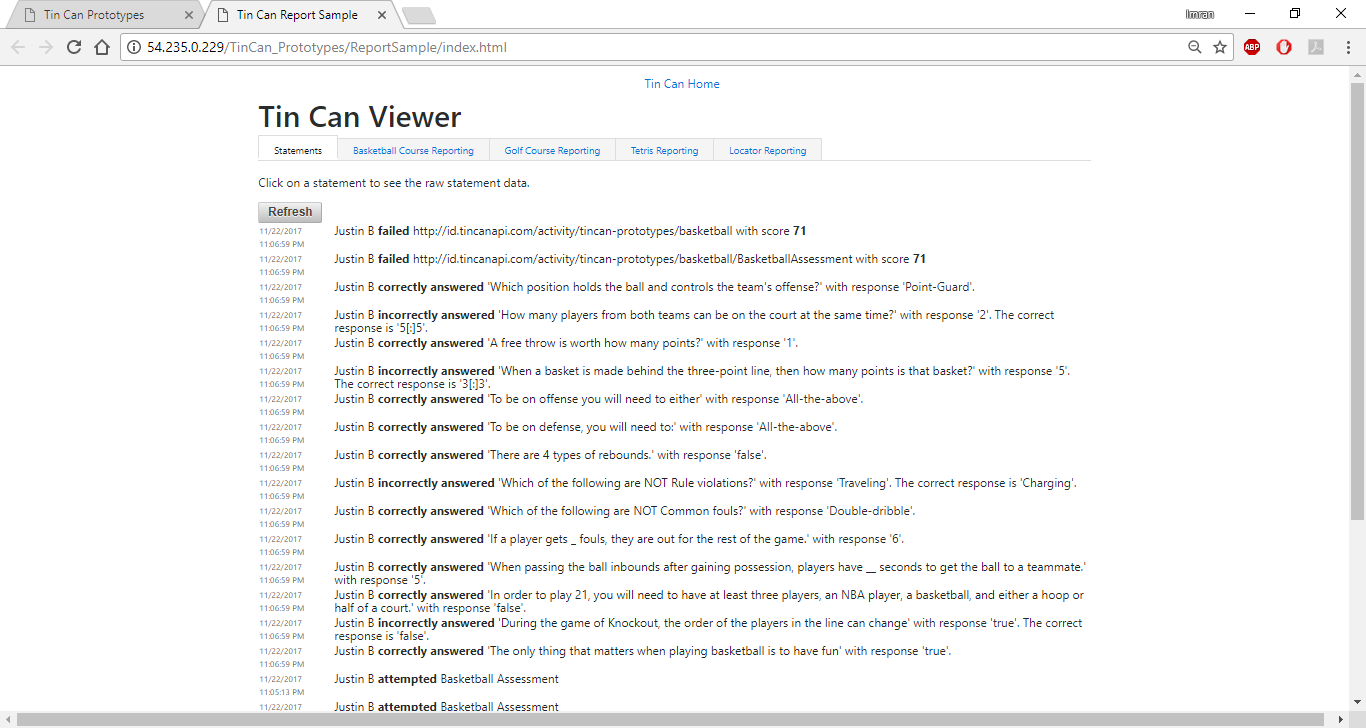 Tin Can Prototypes
Tin Can Report Sample
Imran
54.235.0.229/TinCan_Prototypes/ReportSample/index.html
ABP
Tin Can Home
Tin Can Viewer
Statements
Basketball Course Reporting
Golf Course Reporting
Tetris Reporting
Locator Reporting
Click on a statement to see the raw statement data.
Refresh
11/22/2017
11:06:59 PM
Justin B failed http://id.tincanapi.com/activity/tincan-prototypes/basketball with score 71
11/22/2017
11:06:59 PM
Justin B failed http://id.tincanapi.com/activity/tincan-prototypes/basketball/BasketballAssessment with score 71
11/22/2017
11:06:59 PM
Justin B correctly answered 'Which position holds the ball and controls the team's offense?' with response 'Point-Guard'.
11/22/2017
11:06:59 PM
Justin B incorrectly answered 'How many players from both teams can be on the court at the same time?' with response '2'. The correct
response is '5[:]5'.
11/22/2017
11:06:59 PM
Justin B correctly answered 'A free throw is worth how many points?' with response '1'.
11/22/2017
11:06:59 PM
Justin B incorrectly answered 'When a basket is made behind the three-point line, then how many points is that basket?' with response '5'.
The correct response is '3[:]3'.
11/22/2017
11:06:59 PM
Justin B correctly answered 'To be on offense you will need to either' with response 'All-the-above'.
11/22/2017
11:06:59 PM
Justin B correctly answered 'To be on defense, you will need to:' with response 'All-the-above'.
11/22/2017
11:06:59 PM
Justin B correctly answered 'There are 4 types of rebounds.' with response 'false'.
11/22/2017
11:06:59 PM
Justin B incorrectly answered 'Which of the following are NOT Rule violations?' with response 'Traveling'. The correct response is 'Charging'.
11/22/2017
11:06:59 PM
Justin B correctly answered 'Which of the following are NOT Common fouls?' with response 'Double-dribble'.
11/22/2017
11:06:59 PM
Justin B correctly answered 'If a player gets _ fouls, they are out for the rest of the game.' with response '6'.
11/22/2017
11:06:59 PM
Justin B correctly answered 'When passing the ball inbounds after gaining possession, players have __ seconds to get the ball to a teammate.'
with response '5'.
11/22/2017
11:06:59 PM
Justin B correctly answered 'In order to play 21, you will need to have at least three players, an NBA player, a basketball, and either a hoop or
half of a court.' with response 'false'.
11/22/2017
11:06:59 PM
Justin B incorrectly answered 'During the game of Knockout, the order of the players in the line can change' with response 'true'. The correct
response is 'false'.
11/22/2017
11:06:59 PM
Justin B correctly answered 'The only thing that matters when playing basketball is to have fun' with response 'true'.
11/22/2017
11:05:13 PM
Justin B attempted Basketball Assessment
11/22/2017
Justin B attempted Basketball Assessment